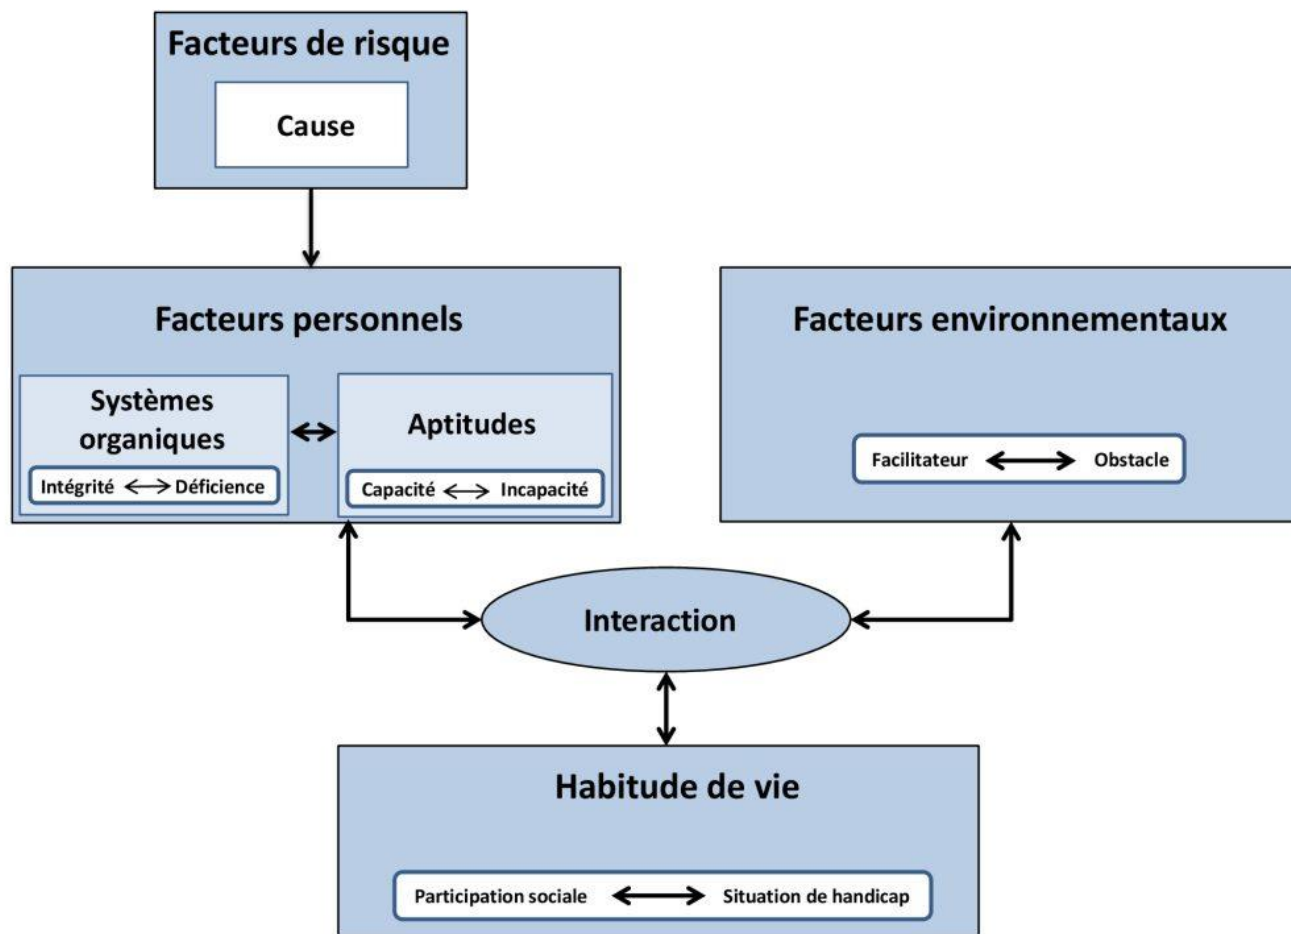 Facteurs de risque
Cause
Facteurs personnels
Systèmes
organiques
Intégrité Déficience
Aptitudes
Capacité Incapacité
Facteurs environnementaux
Facilitateur Obstacle
Interaction
Habitude de vie
Participation sociale Situation de handicap